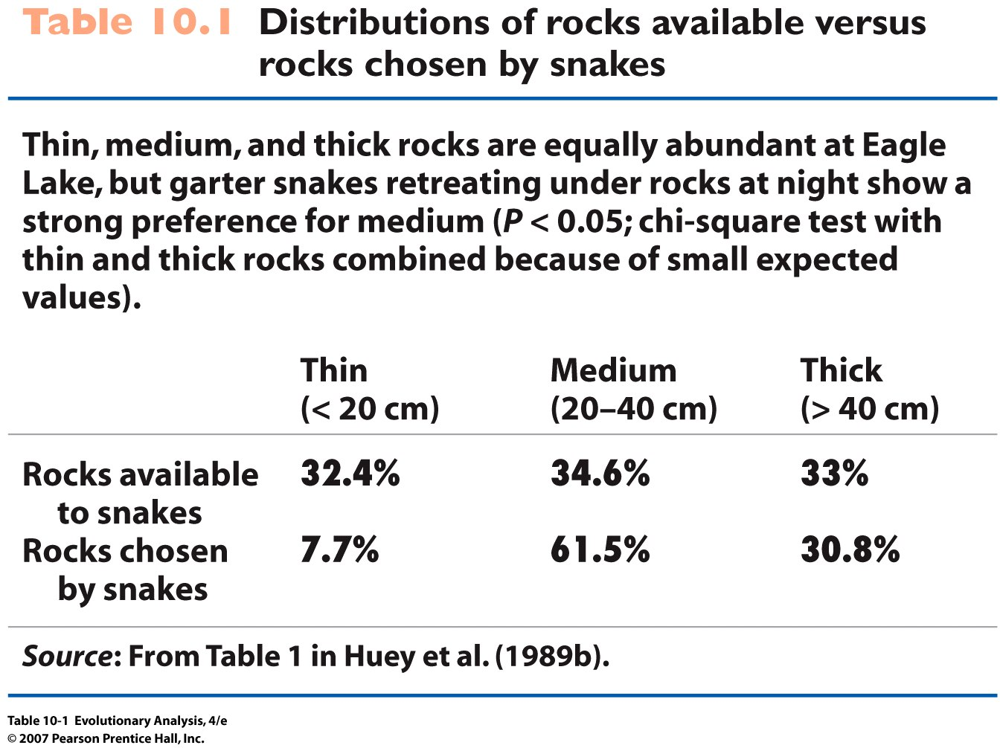 Table 10.1 Distributions of rocks available versus
rocks chosen by snakes
Thin, medium, and thick rocks are equally abundant at Eagle
Lake, but garter snakes retreating under rocks at night show a
strong preference for medium (P < 0.05; chi-square test with
thin and thick rocks combined because of small expected
values).
Thin Medium Thick
(< 20 cm) (20–40 cm) (> 40 cm)
Rocks available 32.4% 34.6% 33%
to snakes
Rocks chosen 7.7% 61.5% 30.8%
by snakes
Source: From Table 1 in Huey et al. (1989b).
Table 10-1 Evolutionary Analysis, 4/e
© 2007 Pearson Prentice Hall, Inc.